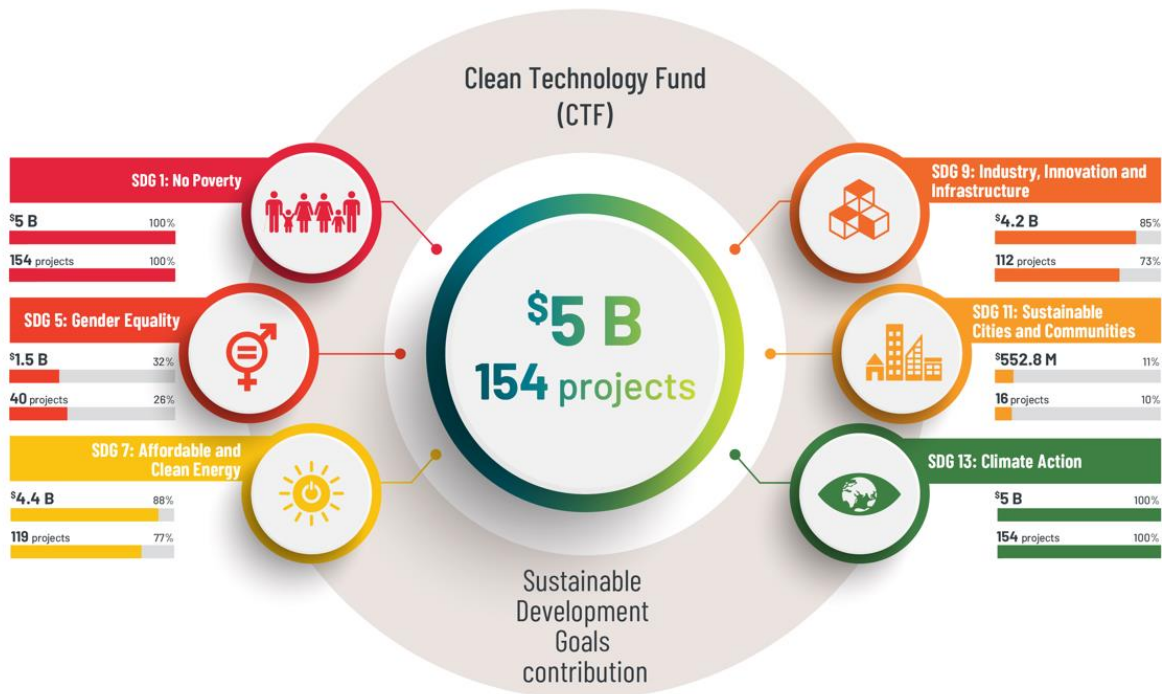 Clean Technology Fund
(CTF)
SDG 1: No Poverty
$5 B 100%
154 projects 100%
SDG 5: Gender Equality
$1.5 B 32%
40 projects 26%
SDG 7: Affordable and
Clean Energy
$4.4 B 88%
119 projects 77%
$5 B
154 projects
SDG 9: Industry, Innovation and
Infrastructure
$4.2 B 85%
112 projects 73%
SDG 11: Sustainable
Cities and Communities
$552.8 M 11%
16 projects 10%
SDG 13: Climate Action
$5 B 100%
154 projects 100%
Sustainable
Development
Goals
contribution